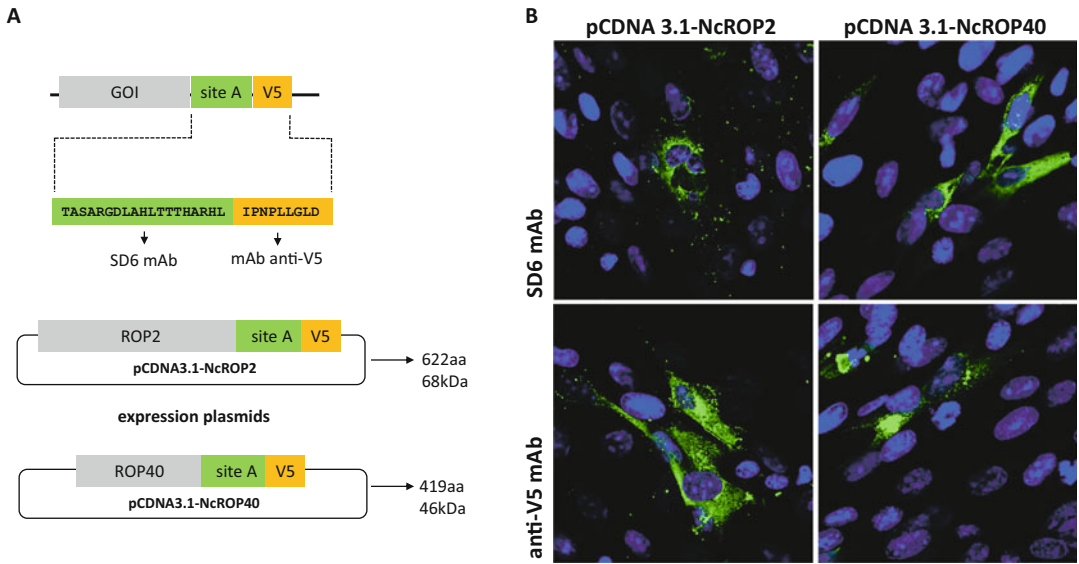 A
GOI
site A
V5
TASARGDLAHLTTTHARHL
IPNPLLGLD
SD6 mAb
mAb anti-V5
ROP2
site A
V5
pCDNA3.1-NcROP2
622aa
68kDa
expression plasmids
ROP40
site A
V5
pCDNA3.1-NcROP40
419aa
46kDa
B
pCDNA 3.1-NcROP2
pCDNA 3.1-NcROP40
SD6 mAb
anti-V5 mAb